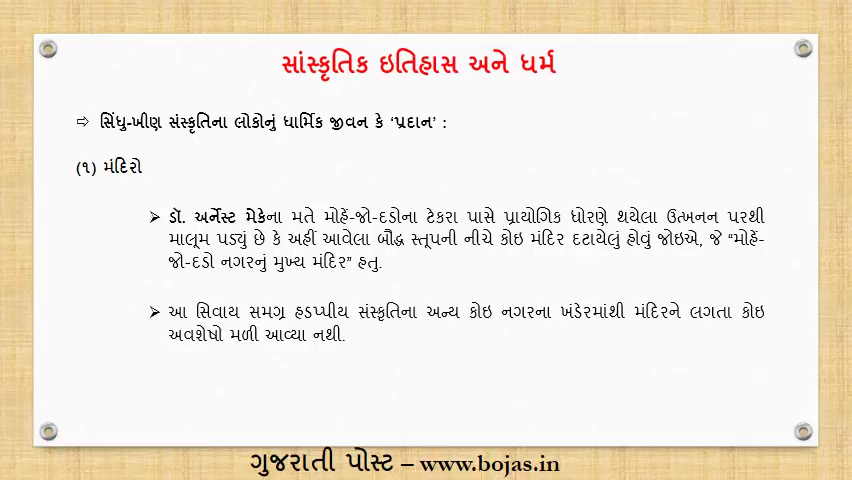 સાંસ્કૃતિક ઇતિહાસ અને ધર્મ
⇨ સિંધુ-ખીણ સંસ્કૃતિના લોકોનું ધાર્મિક જીવન કે ‘પ્રદાન’ :
(૧) મંદિરો
➢ ડૉ. અર્નેસ્ટ મેકેના મતે મોહેં-જો-દડોના ટેકરા પાસે પ્રાયોગિક ધોરણે થયેલા ઉત્ખનન પરથી
માલૂમ પડ્યું છે કે અહીં આવેલા બૌદ્ધ સ્તૂપની નીચે કોઇ મંદિર દટાયેલું હોવું જોઇએ, જે “મોહેં-
જો-દડો નગરનું મુખ્ય મંદિર” હતુ.
➢ આ સિવાય સમગ્ર હડપ્પીય સંસ્કૃતિના અન્ય કોઇ નગરના ખંડેરમાંથી મંદિરને લગતા કોઇ
અવશેષો મળી આવ્યા નથી.
ગુજરાતી પોસ્ટ – www.bojas.in